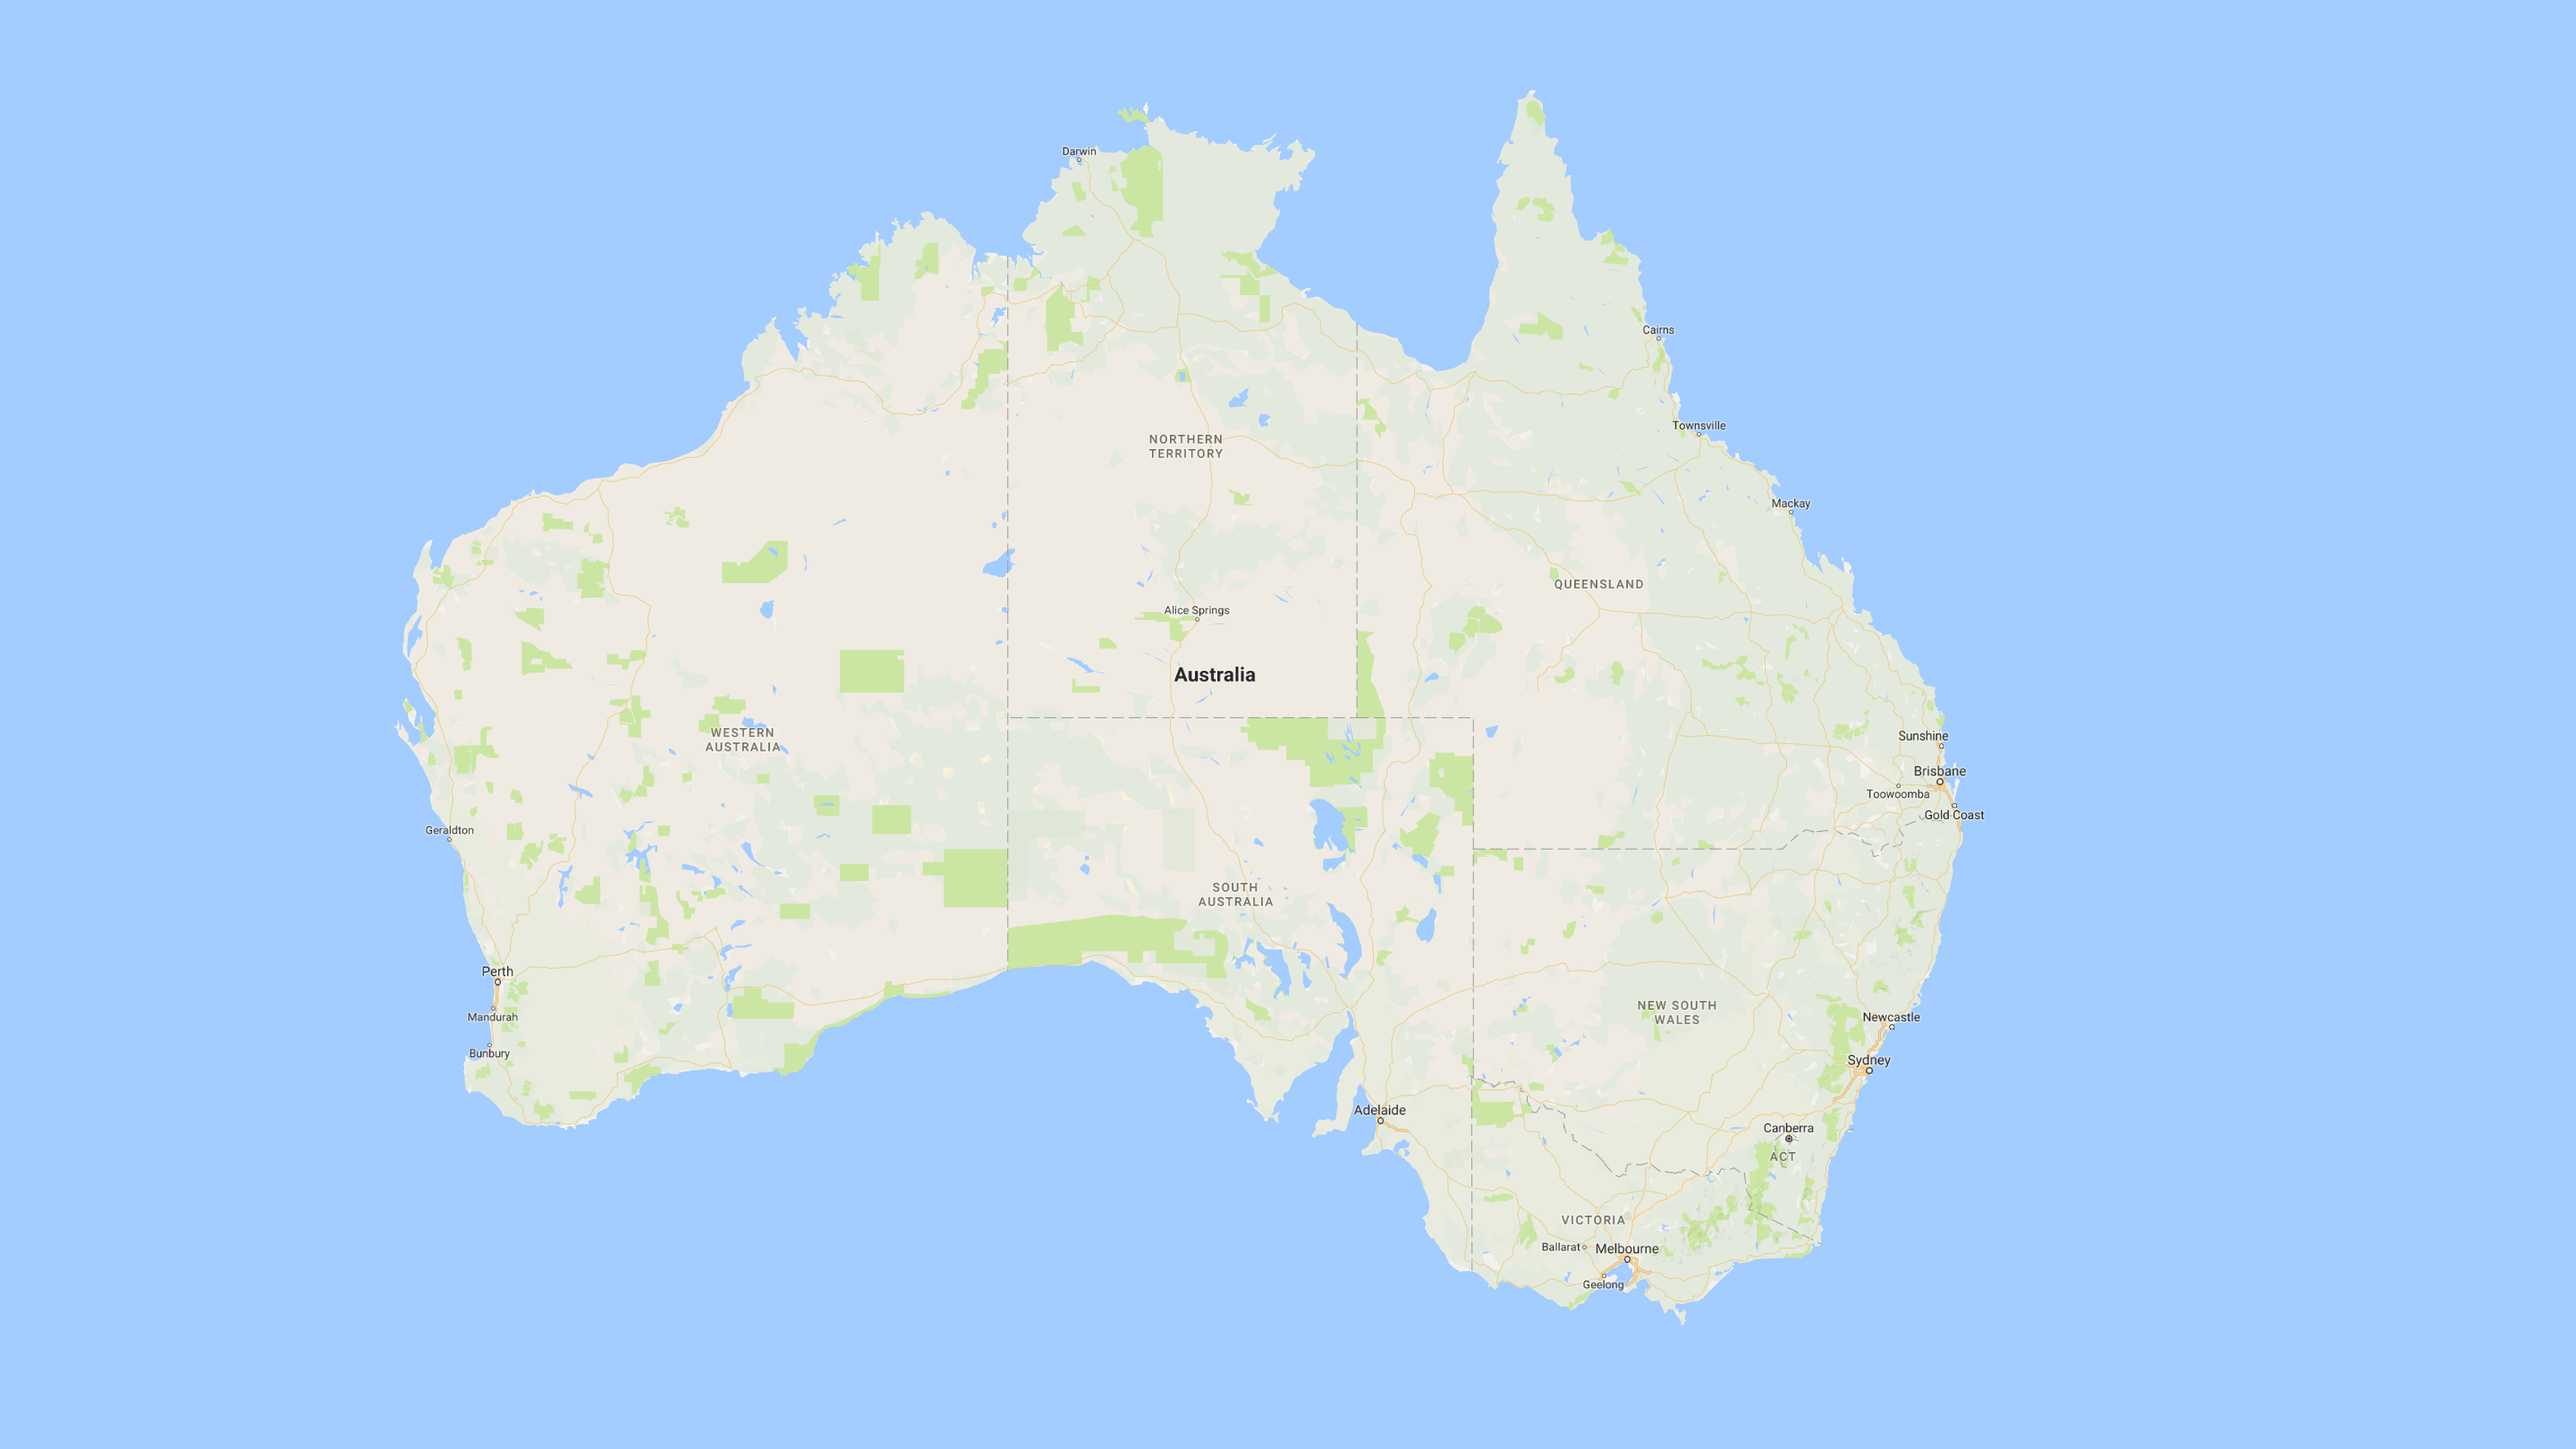 Darwin
Cairns
Townsville
NORTHERN
TERRITORY
Mackay
QUEENSLAND
Alice Springs
Australia
WESTERN
AUSTRALIA
Sunshine
Brisbane
Toowoomba
Gold Coast
Geraldton
SOUTH
AUSTRALIA
Perth
NEW SOUTH
WALES
Mandurah
Newcastle
Bunbury
Sydney
Adelaide
Canberra
ACT
VICTORIA
Ballarat
Melbourne
Geelong